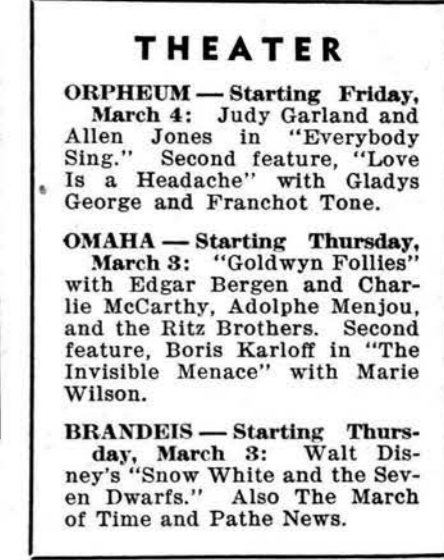 THEATER
ORPHEUM — Starting Friday,
March 4: Judy Garland and
Allen Jones in "Everybody
Sing." Second feature, "Love
Is a Headache" with Gladys
George and Franchot Tone.
OMAHA — Starting Thursday,
March 3: "Goldwyn Follies"
with Edgar Bergen and Char-
lie McCarthy, Adolphe Menjou,
and the Ritz Brothers. Second
feature, Boris Karloff in "The
Invisible Menace" with Marie
Wilson.
BRANDEIS — Starting Thurs-
day, March 3: Walt Dis-
ney's "Snow White and the Sev-
en Dwarfs." Also The March
of Time and Pathe News.